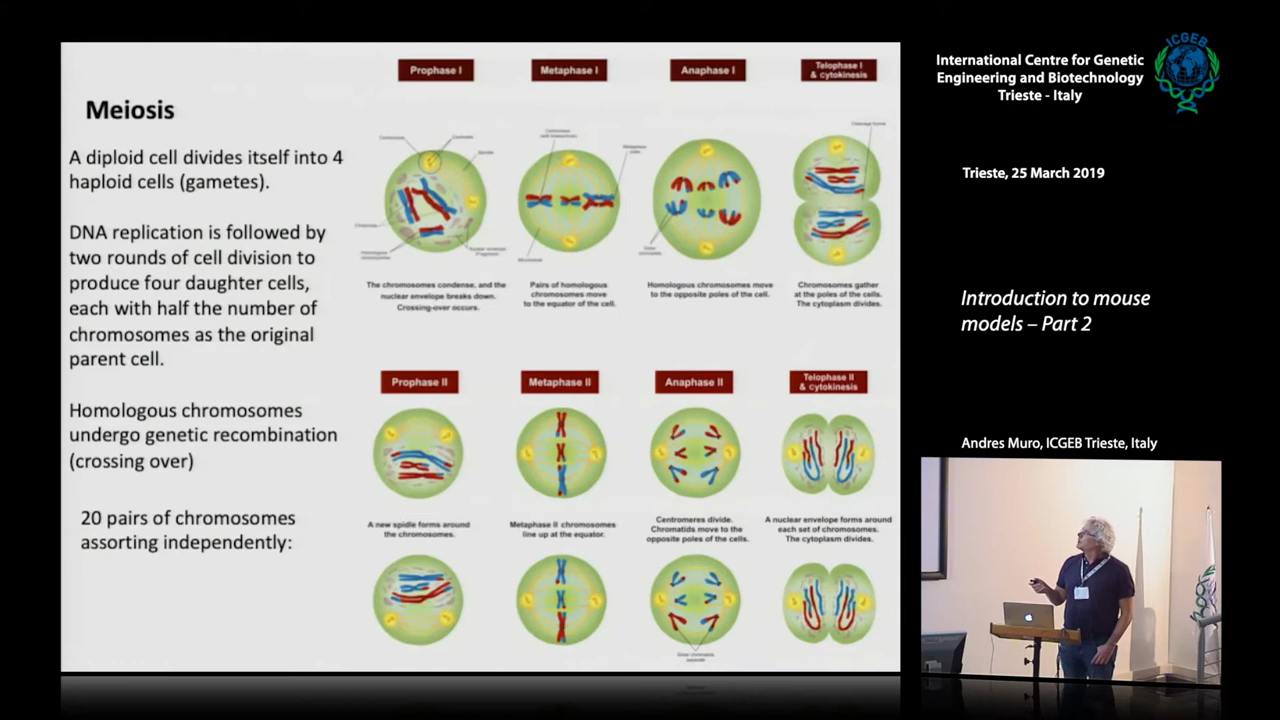 Prophase I
Metaphase I
Anaphase I
Telophase I
& cytokinesis
Meiosis
A diploid cell divides itself into 4
haploid cells (gametes).
DNA replication is followed by
two rounds of cell division to
produce four daughter cells,
each with half the number of
chromosomes as the original
parent cell.
Homologous chromosomes
undergo genetic recombination
(crossing over)
20 pairs of chromosomes
assorting independently:
The chromosomes condense, and the
nuclear envelope breaks down.
Crossing-over occurs.
Pairs of homologous
chromosomes move
to the equator of the cell.
Homologous chromosomes move
to the opposite poles of the cell.
Chromosomes gather
at the poles of the cells.
The cytoplasm divides.
Prophase II
Metaphase II
Anaphase II
Telophase II
& cytokinesis
A new spidle forms around
the chromosomes.
Metaphase II chromosomes
line up at the equator.
Centromeres divide.
Chromatids move to the
opposite poles of the cells.
A nuclear envelope forms around
each set of chromosomes.
The cytoplasm divides.
International Centre for Genetic
Engineering and Biotechnology
Trieste - Italy
ICGEB
Trieste, 25 March 2019
Introduction to mouse
models – Part 2
Andres Muro, ICGEB Trieste, Italy